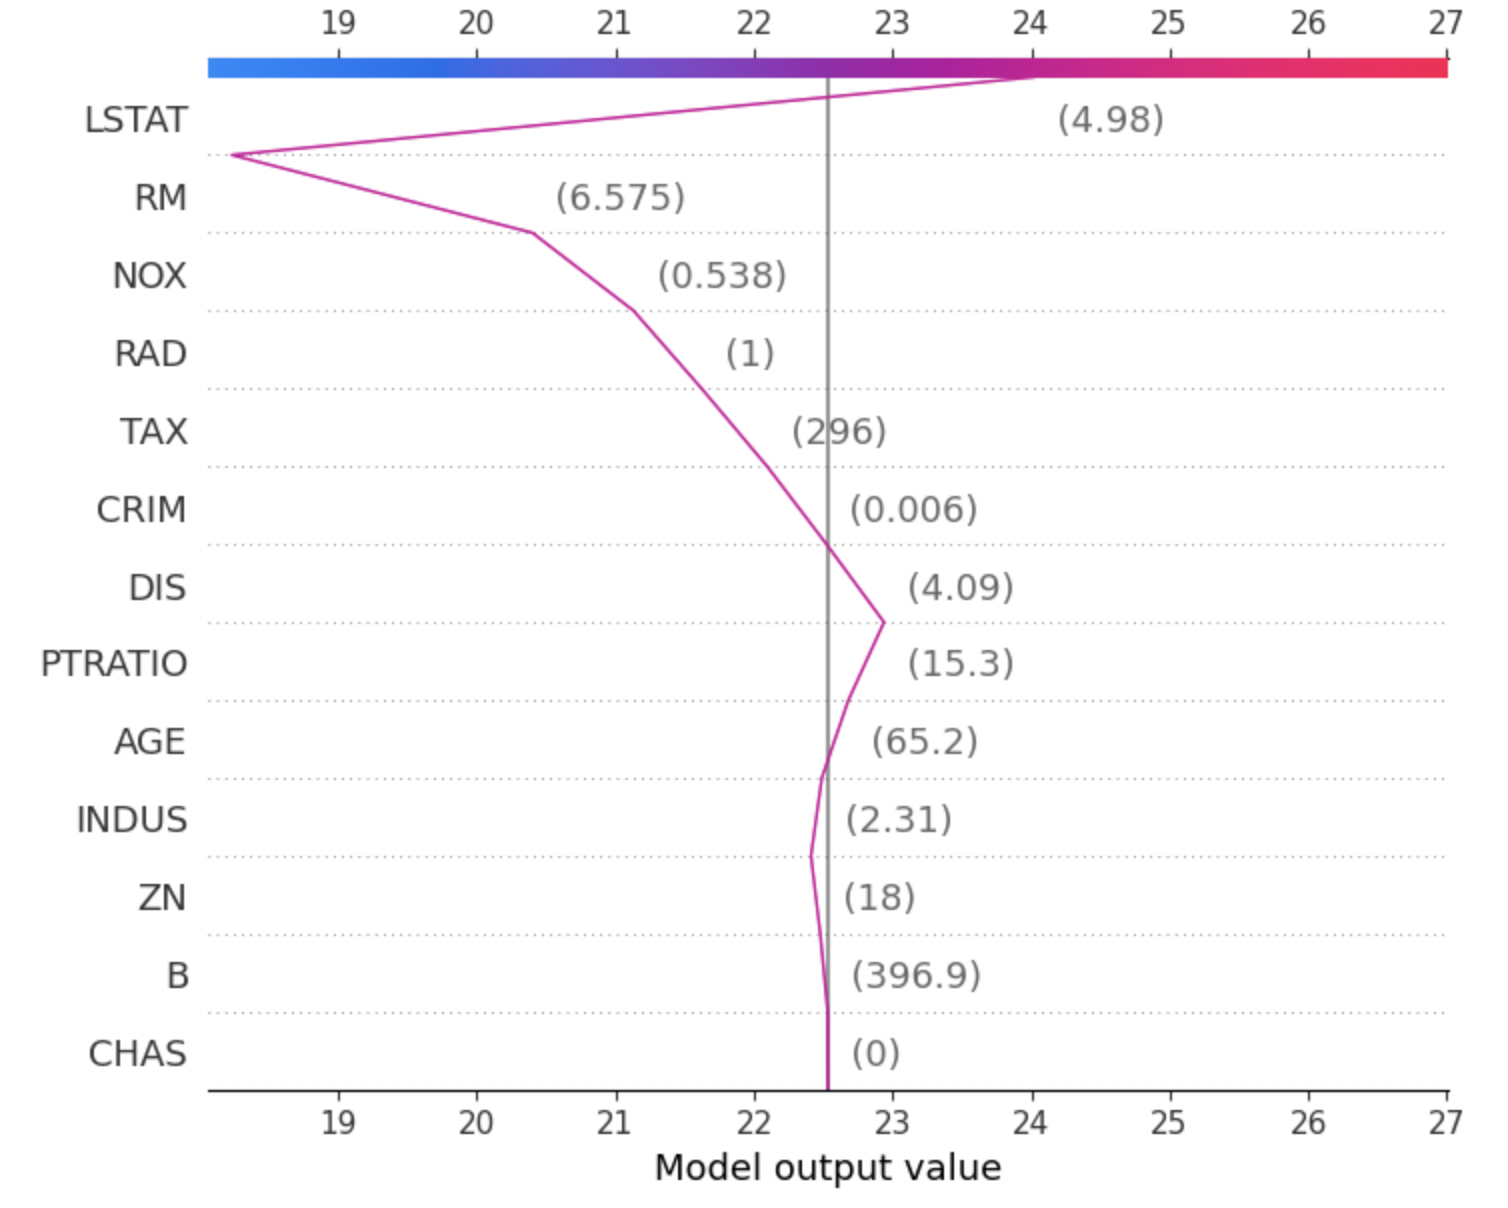 19 20 21 22 23 24 25 26 27
LSTAT (4.98)
RM (6.575)
NOX (0.538)
RAD (1)
TAX (296)
CRIM (0.006)
DIS (4.09)
PTRATIO (15.3)
AGE (65.2)
INDUS (2.31)
ZN (18)
B (396.9)
CHAS (0)
19 20 21 22 23 24 25 26 27
Model output value